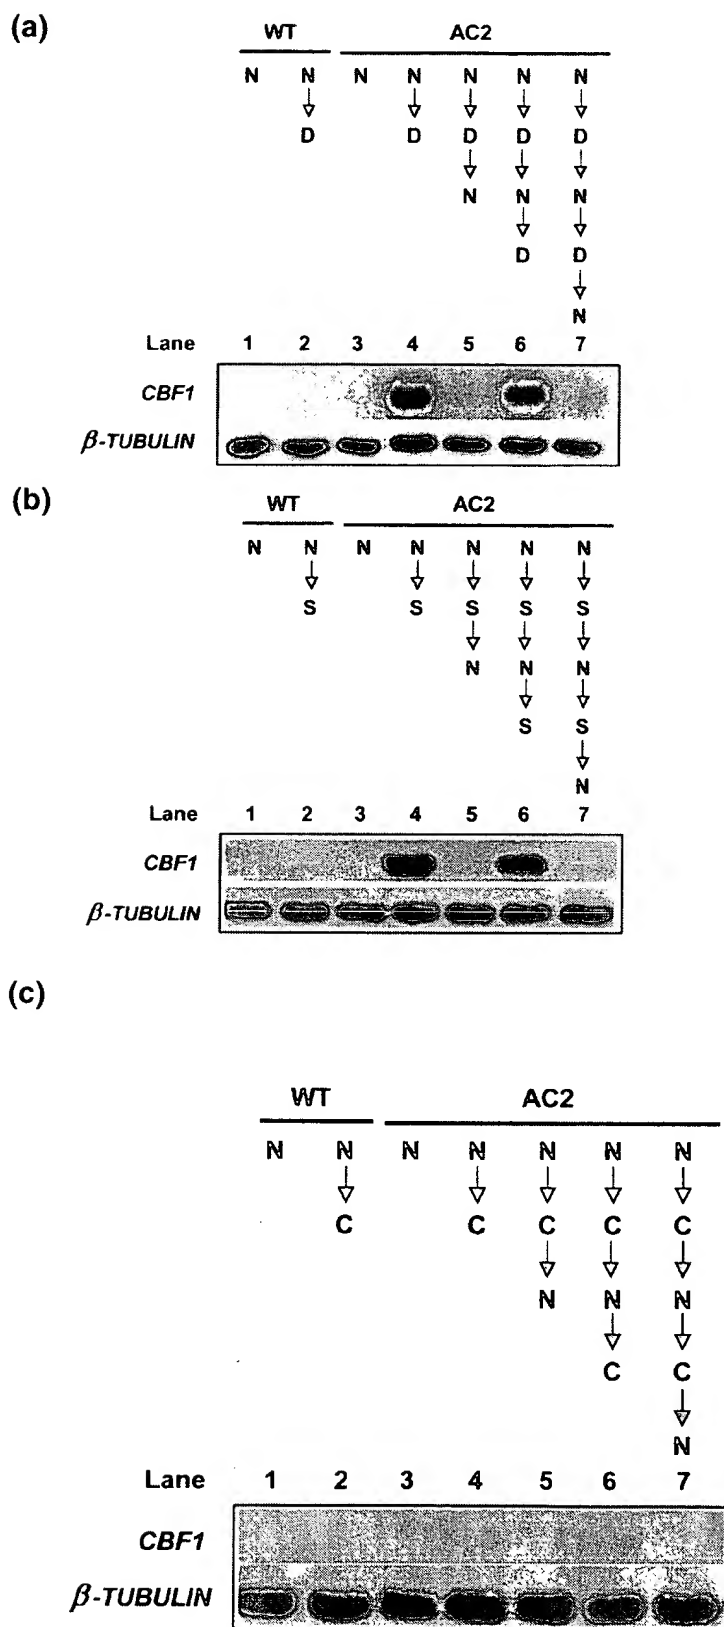 (a)
WT AC2
N N N N N N N
D D D D D
N N N
D D
N
Lane 1 2 3 4 5 6 7
CBF1
β-TUBULIN
(b)
WT AC2
N N N N N N N
S S S S S
N N N
S S
N
Lane 1 2 3 4 5 6 7
CBF1
β-TUBULIN
(c)
WT AC2
N N N N N N N
C C C C C
N N N
C C
N
Lane 1 2 3 4 5 6 7
CBF1
β-TUBULIN